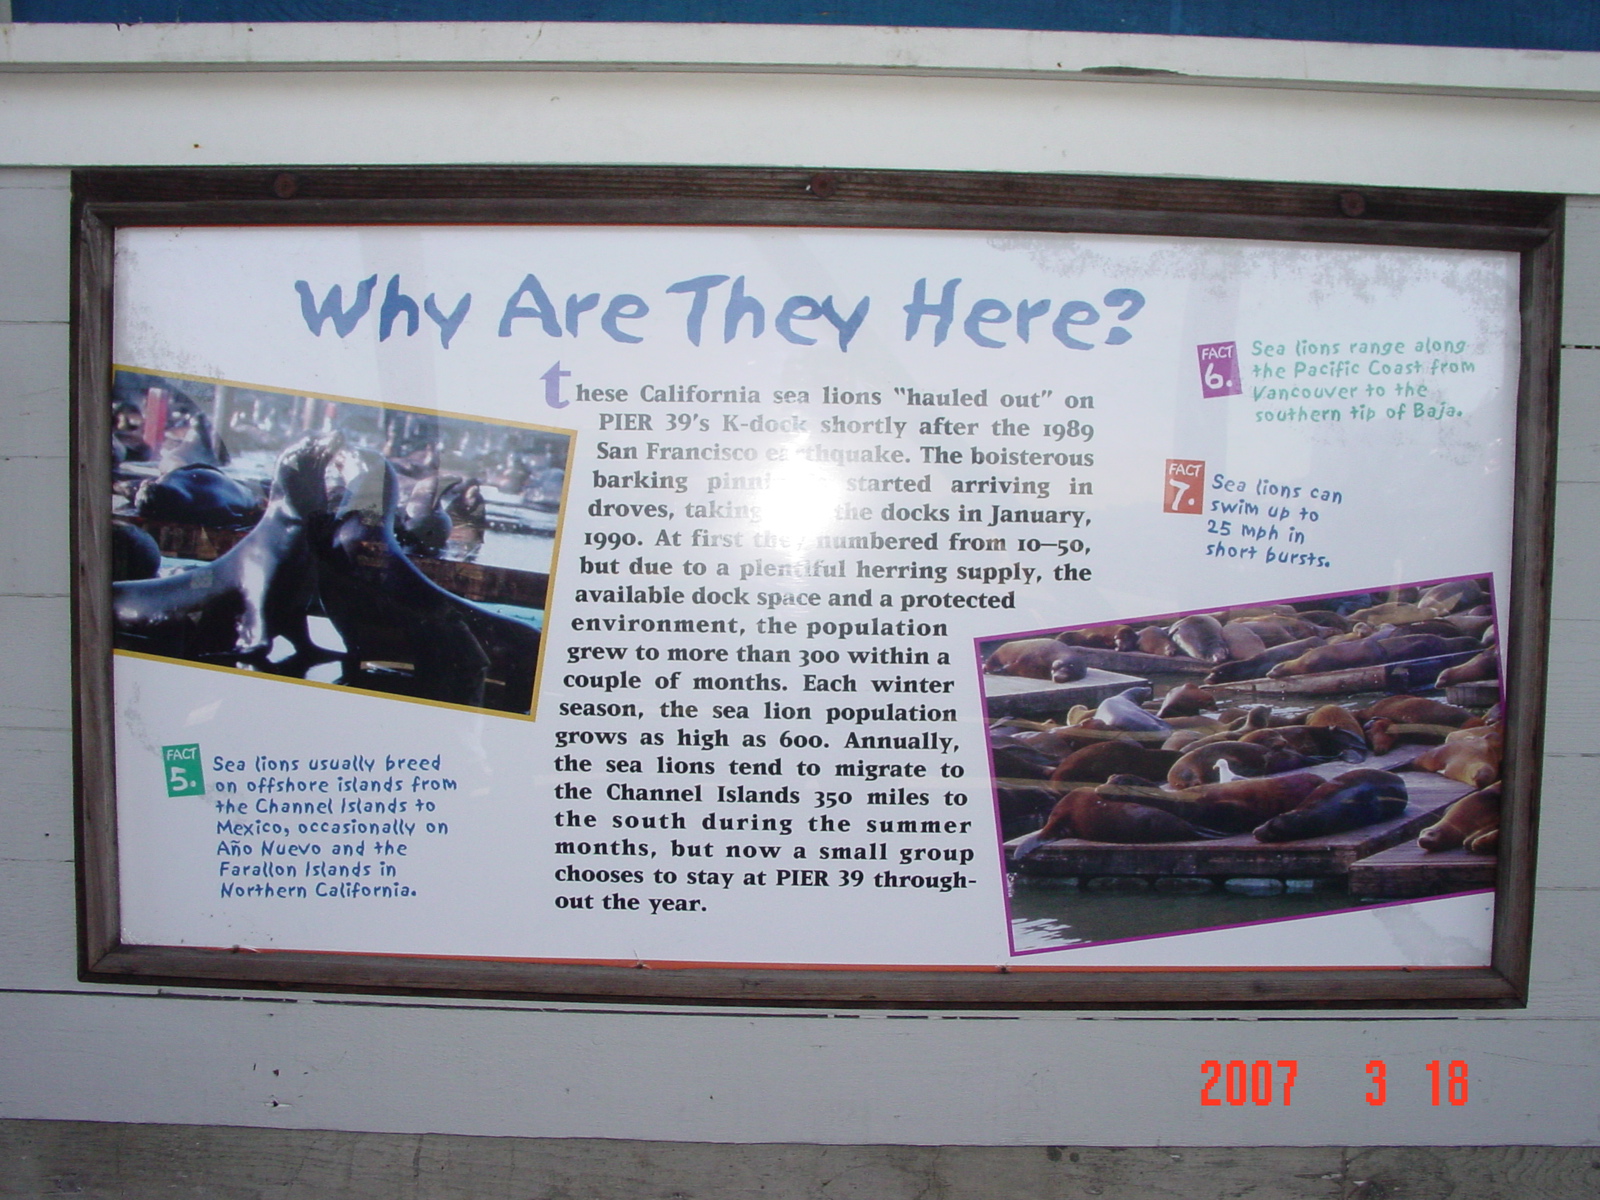 Why Are They Here?
these California sea lions "hauled out" on
PIER 39's K-dock shortly after the 1989
San Francisco earthquake. The boisterous
barking started arriving in
droves, taking the docks in January,
1990. At first they numbered from 10–50,
but due to a plentiful herring supply, the
available dock space and a protected
environment, the population
grew to more than 300 within a
couple of months. Each winter
season, the sea lion population
grows as high as 600. Annually,
the sea lions tend to migrate to
the Channel Islands 350 miles to
the south during the summer
months, but now a small group
chooses to stay at PIER 39 through-
out the year.
FACT
5.
Sea lions usually breed
on offshore islands from
the Channel Islands to
Mexico, occasionally on
Año Nuevo and the
Farallon Islands in
Northern California.
FACT
6.
Sea lions range along
the Pacific Coast from
Vancouver to the
southern tip of Baja.
FACT
7.
Sea lions can
swim up to
25 mph in
short bursts.
2007 3 18